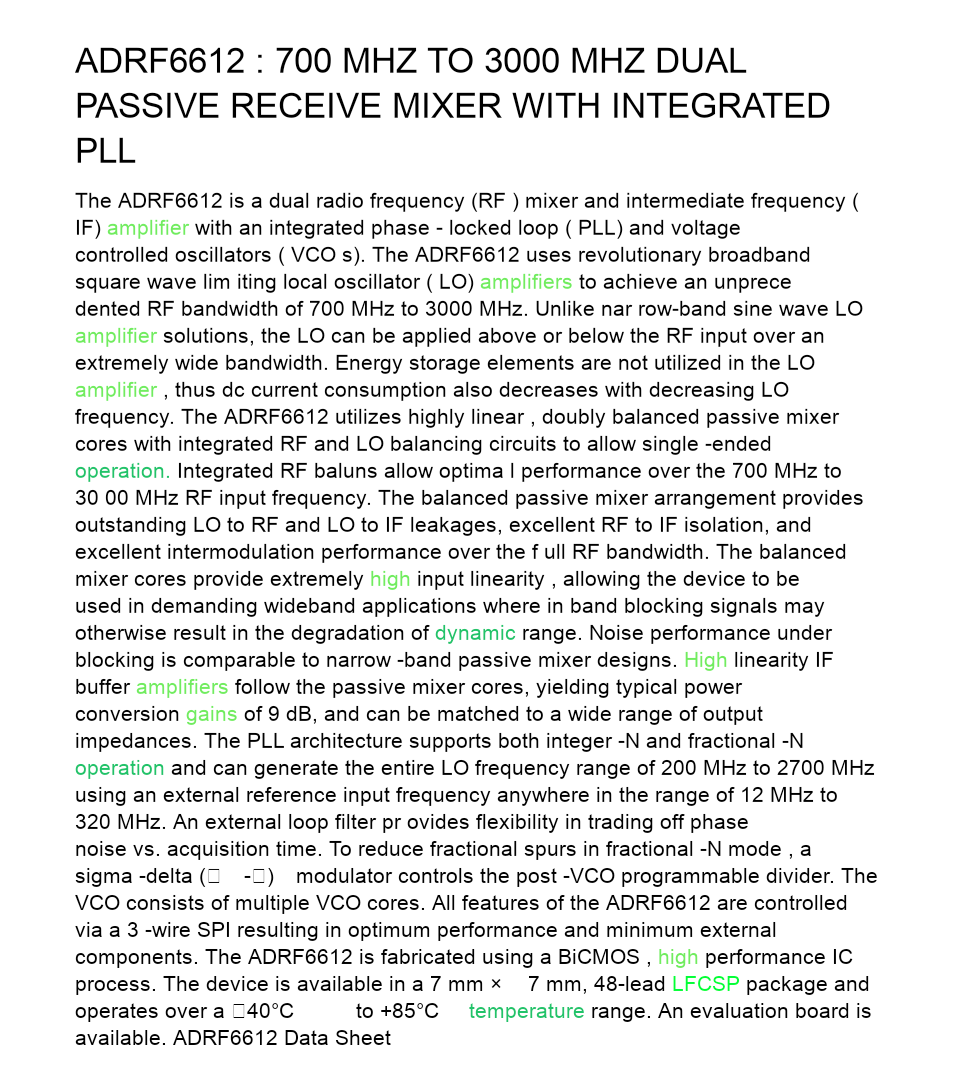 ADRF6612 : 700 MHZ TO 3000 MHZ DUAL
PASSIVE RECEIVE MIXER WITH INTEGRATED
PLL
The ADRF6612 is a dual radio frequency (RF ) mixer and intermediate frequency (
IF) amplifier with an integrated phase - locked loop ( PLL) and voltage
controlled oscillators ( VCO s). The ADRF6612 uses revolutionary broadband
square wave lim iting local oscillator ( LO) amplifiers to achieve an unprece
dented RF bandwidth of 700 MHz to 3000 MHz. Unlike nar row-band sine wave LO
amplifier solutions, the LO can be applied above or below the RF input over an
extremely wide bandwidth. Energy storage elements are not utilized in the LO
amplifier , thus dc current consumption also decreases with decreasing LO
frequency. The ADRF6612 utilizes highly linear , doubly balanced passive mixer
cores with integrated RF and LO balancing circuits to allow single -ended
operation. Integrated RF baluns allow optima l performance over the 700 MHz to
30 00 MHz RF input frequency. The balanced passive mixer arrangement provides
outstanding LO to RF and LO to IF leakages, excellent RF to IF isolation, and
excellent intermodulation performance over the f ull RF bandwidth. The balanced
mixer cores provide extremely high input linearity , allowing the device to be
used in demanding wideband applications where in band blocking signals may
otherwise result in the degradation of dynamic range. Noise performance under
blocking is comparable to narrow -band passive mixer designs. High linearity IF
buffer amplifiers follow the passive mixer cores, yielding typical power
conversion gains of 9 dB, and can be matched to a wide range of output
impedances. The PLL architecture supports both integer -N and fractional -N
operation and can generate the entire LO frequency range of 200 MHz to 2700 MHz
using an external reference input frequency anywhere in the range of 12 MHz to
320 MHz. An external loop filter pr ovides flexibility in trading off phase
noise vs. acquisition time. To reduce fractional spurs in fractional -N mode , a
sigma -delta (□ -□) modulator controls the post -VCO programmable divider. The
VCO consists of multiple VCO cores. All features of the ADRF6612 are controlled
via a 3 -wire SPI resulting in optimum performance and minimum external
components. The ADRF6612 is fabricated using a BiCMOS , high performance IC
process. The device is available in a 7 mm × 7 mm, 48-lead LFCSP package and
operates over a □40°C to +85°C temperature range. An evaluation board is
available. ADRF6612 Data Sheet